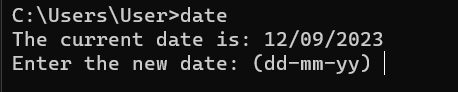 C:\Users\User>date
The current date is: 12/09/2023
Enter the new date: (dd-mm-yy)